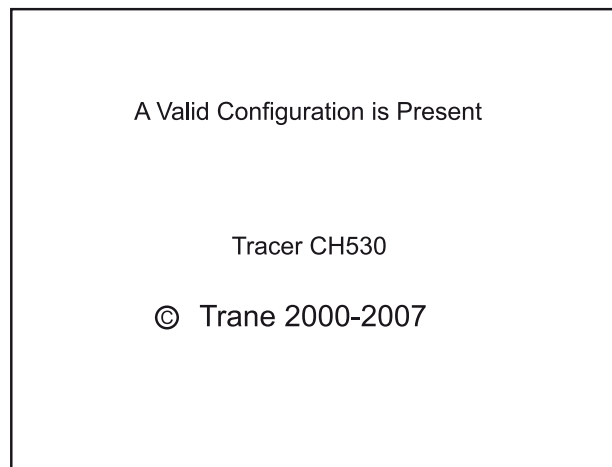 A Valid Configuration is Present
Tracer CH530
© Trane 2000-2007